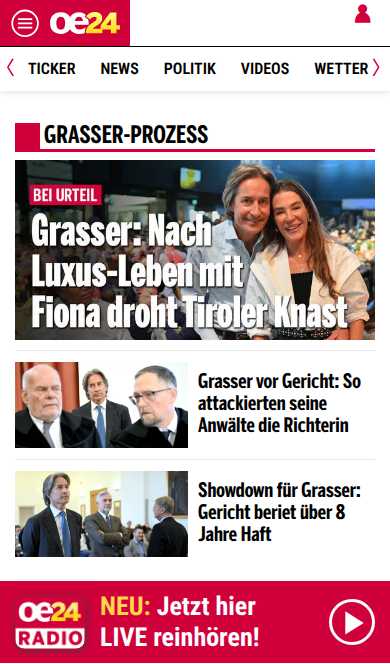 oe24
TICKER NEWS POLITIK VIDEOS WETTER
GRASSER-PROZESS
BEI URTEIL
Grasser: Nach
Luxus-Leben mit
Fiona droht Tiroler Knast
Grasser vor Gericht: So
attackierten seine
Anwälte die Richterin
Showdown für Grasser:
Gericht beriet über 8
Jahre Haft
oe24
RADIO
NEU: Jetzt hier
LIVE reinhören!